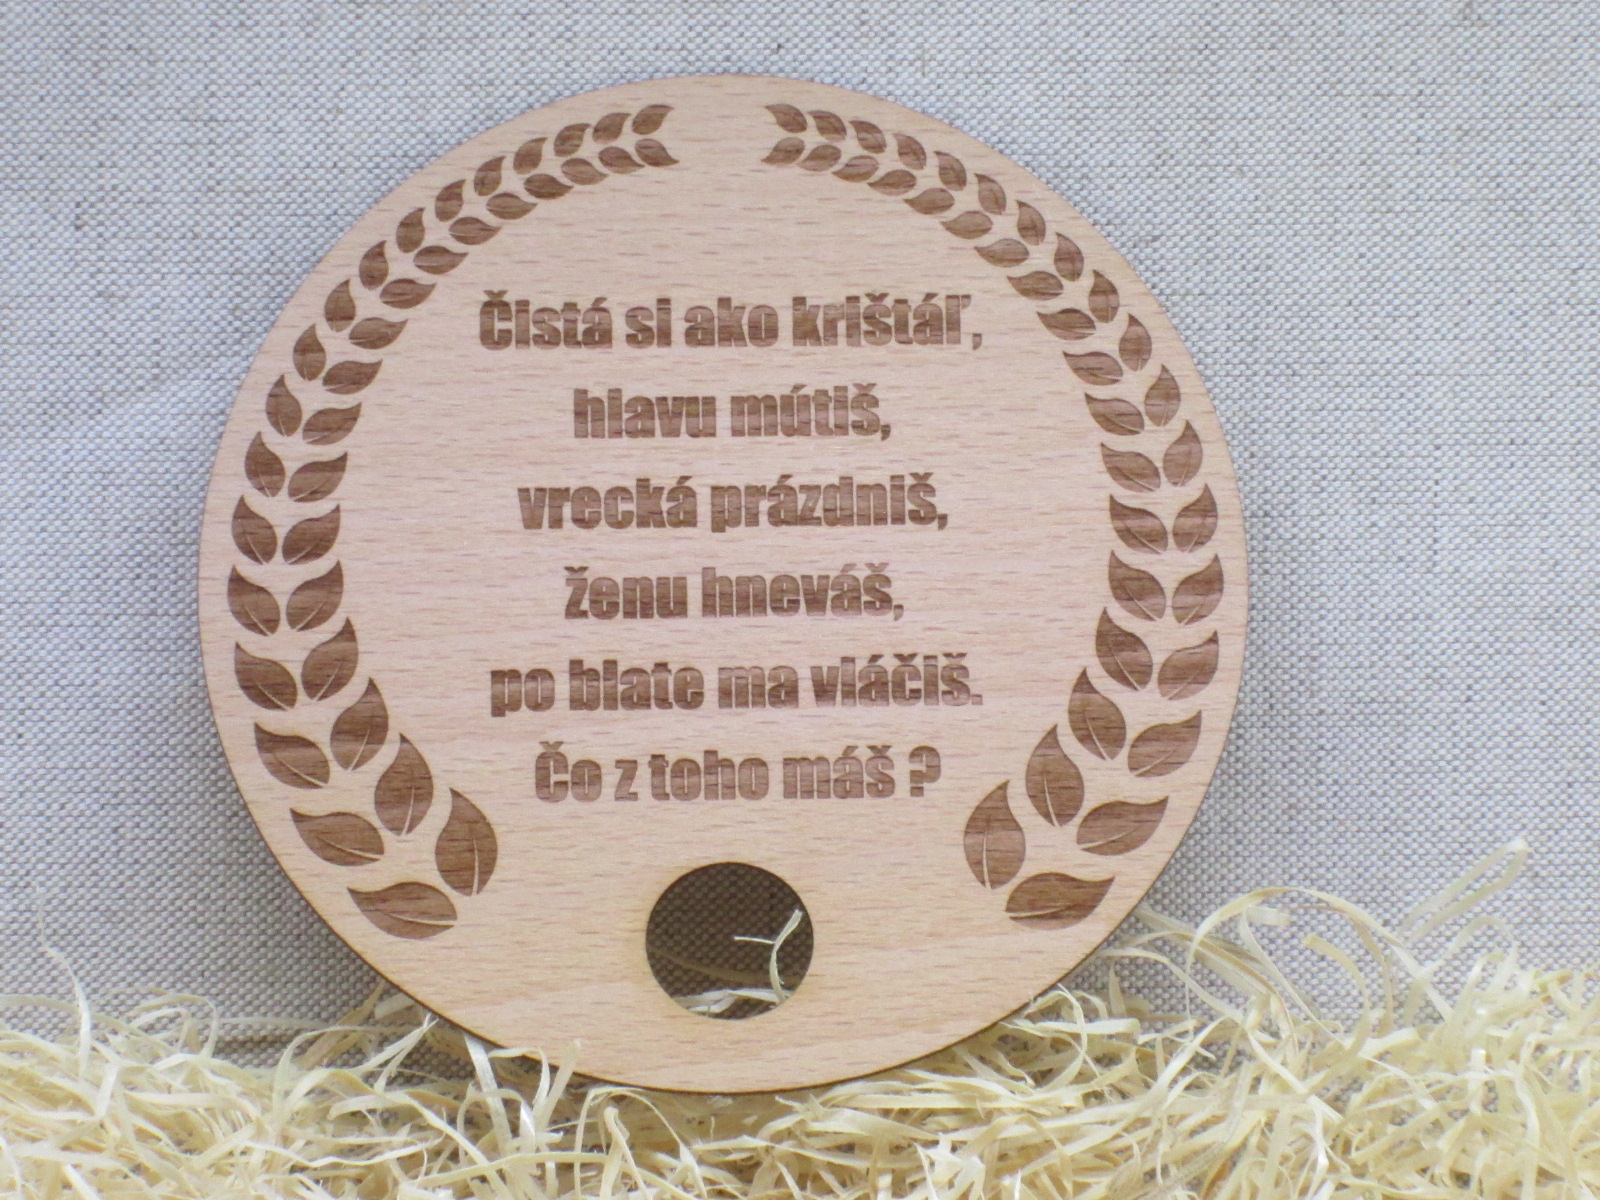 Čistá si ako krištáľ,
hlavu mútiš,
vrecká prázdniš,
ženu hneváš,
po blate ma vláčiš.
Čo z toho máš ?